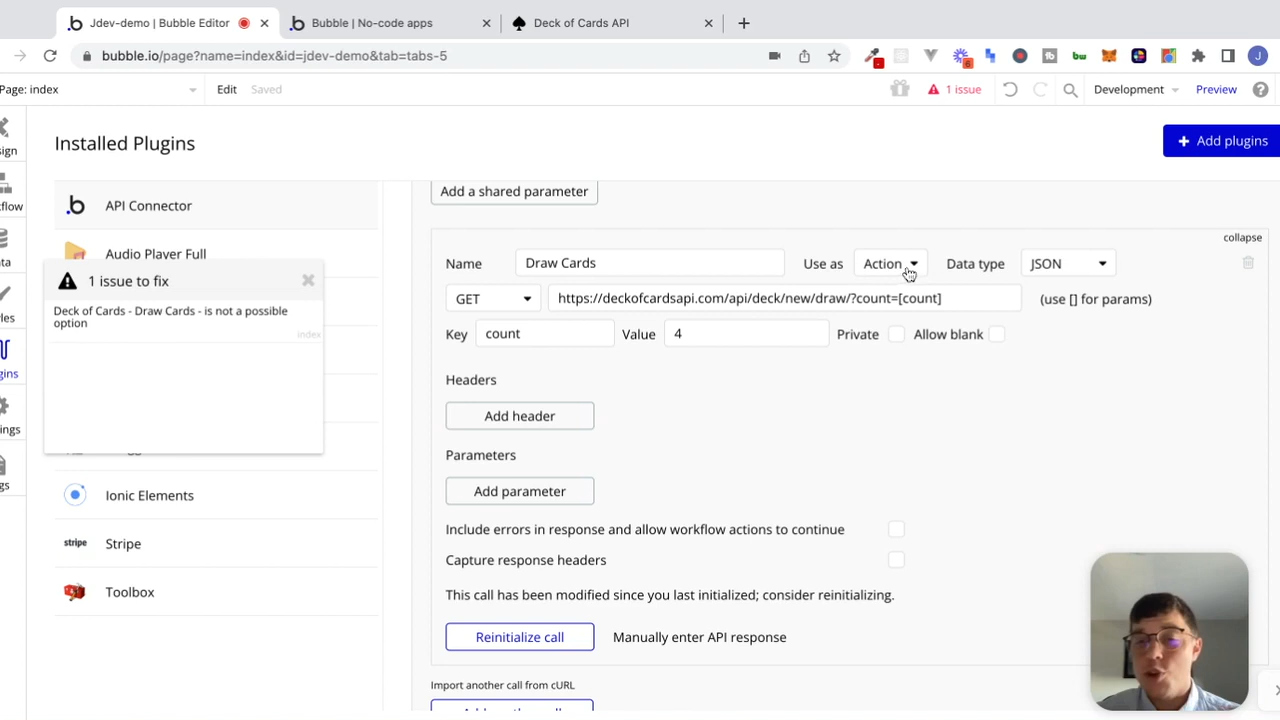 Jdev-demo | Bubble Editor
Bubble | No-code apps
Deck of Cards API
bubble.io/page?name=index&id=jdev-demo&tab=tabs-5
6
J
Page: index
Edit
Saved
1 issue
Development
Preview
Installed Plugins
Add plugins
API Connector
Audio Player Full
1 issue to fix
Deck of Cards - Draw Cards - is not a possible
option
index
Ionic Elements
stripe
Stripe
Toolbox
Add a shared parameter
collapse
Name
Draw Cards
Use as
Action
Data type
JSON
GET
https://deckofcardsapi.com/api/deck/new/draw/?count=[count]
(use [] for params)
Key
count
Value
4
Private
Allow blank
Headers
Add header
Parameters
Add parameter
Include errors in response and allow workflow actions to continue
Capture response headers
This call has been modified since you last initialized; consider reinitializing.
Reinitialize call
Manually enter API response
Import another call from cURL